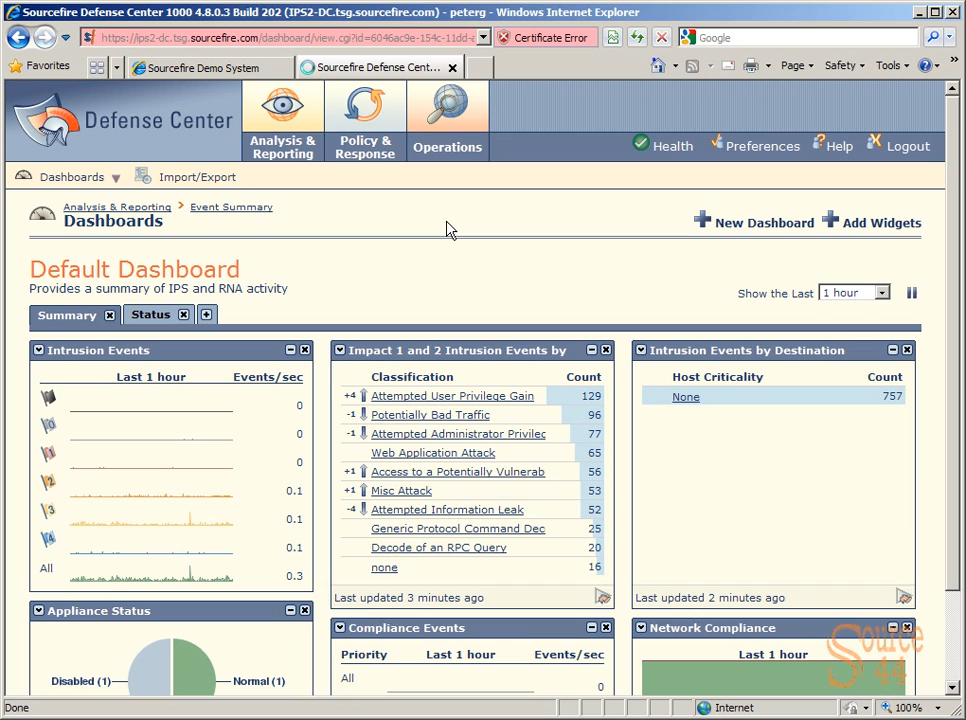 Sourcefire Defense Center 1000 4.8.0.3 Build 202 (IPS2-DC.tsg.sourcefire.com) - peterg - Windows Internet Explorer
https://ips2-dc.tsg.sourcefire.com/dashboard/view.cgi?id=6046ac9e-154c-11dd-a
Certificate Error
Google
Favorites
Sourcefire Demo System
Sourcefire Defense Cent...
Page
Safety
Tools
Defense Center
Analysis & Reporting
Policy & Response
Operations
Health
Preferences
Help
Logout
Dashboards
Import/Export
Analysis & Reporting > Event Summary
Dashboards
New Dashboard
Add Widgets
Default Dashboard
Provides a summary of IPS and RNA activity
Show the Last 1 hour
Summary
Status
Intrusion Events
Last 1 hour Events/sec
0
0 0
1 0
2 0.1
3 0.1
4 0.1
All 0.3
Impact 1 and 2 Intrusion Events by
Classification Count
+4 Attempted User Privilege Gain 129
-1 Potentially Bad Traffic 96
-1 Attempted Administrator Privilec 77
Web Application Attack 65
+1 Access to a Potentially Vulnerab 56
+1 Misc Attack 53
-4 Attempted Information Leak 52
Generic Protocol Command Dec 25
Decode of an RPC Query 20
none 16
Last updated 3 minutes ago
Intrusion Events by Destination
Host Criticality Count
None 757
Last updated 2 minutes ago
Appliance Status
Disabled (1)
Normal (1)
Compliance Events
Priority Last 1 hour Events/sec
All 0
Network Compliance
Last 1 hour
Source
44
Done
Internet
100%